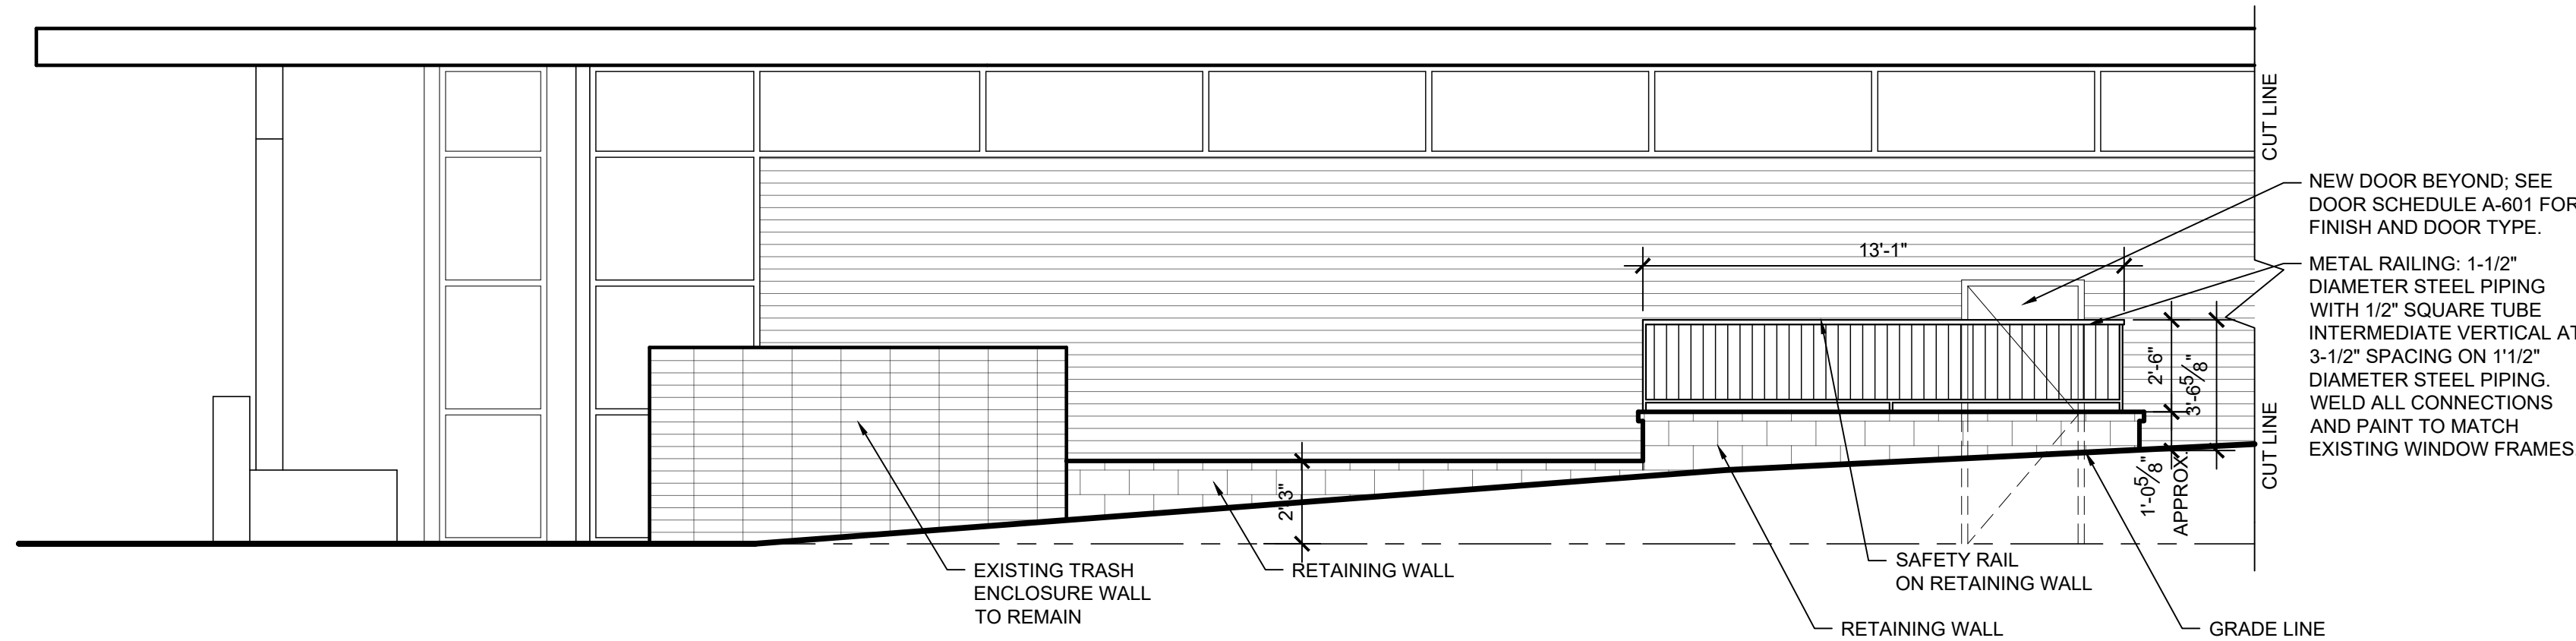 CUT LINE
NEW DOOR BEYOND; SEE
DOOR SCHEDULE A-601 FOR
FINISH AND DOOR TYPE.
13'-1"
METAL RAILING: 1-1/2"
DIAMETER STEEL PIPING
WITH 1/2" SQUARE TUBE
INTERMEDIATE VERTICAL AT
3-1/2" SPACING ON 1'1/2"
DIAMETER STEEL PIPING.
WELD ALL CONNECTIONS
AND PAINT TO MATCH
EXISTING WINDOW FRAMES.
2'-6"
3'-6 5/8"
CUT LINE
2'-3"
1'-0 5/8"
APPROX.
EXISTING TRASH
ENCLOSURE WALL
TO REMAIN
RETAINING WALL
SAFETY RAIL
ON RETAINING WALL
RETAINING WALL
GRADE LINE